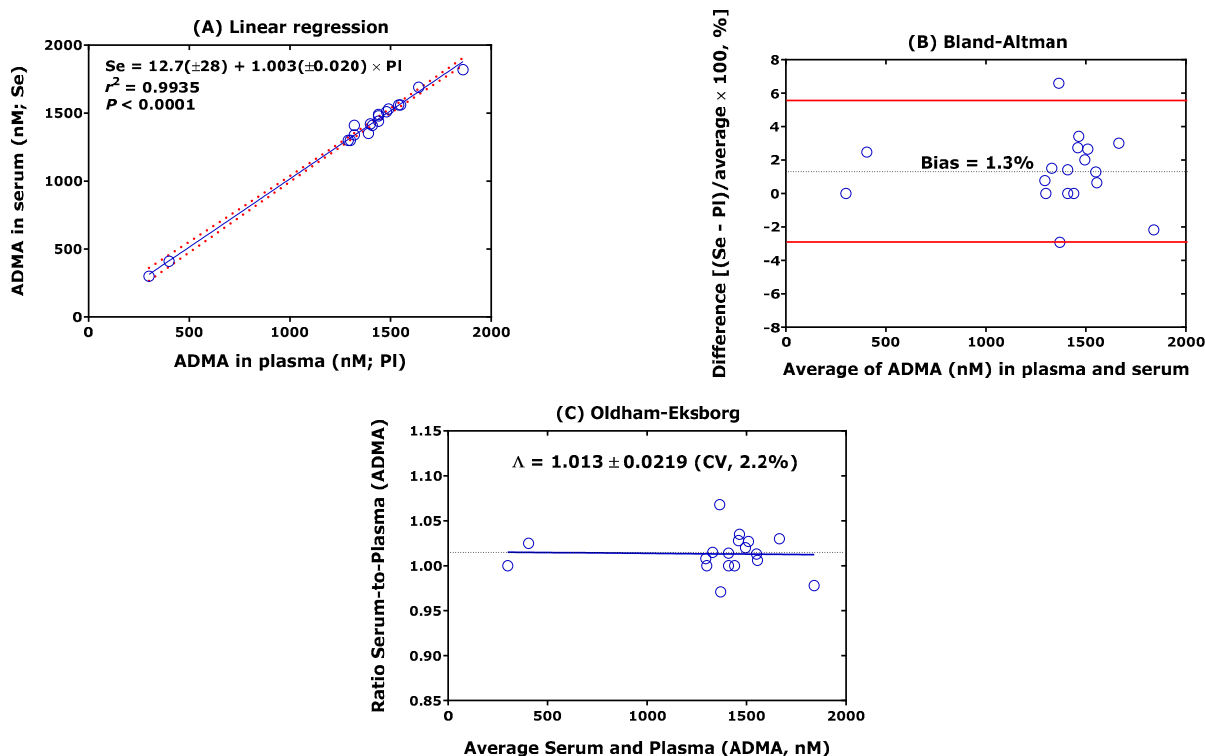 (A) Linear regression
Se = 12.7(±28) + 1.003(±0.020) × Pl
r² = 0.9935
P < 0.0001
ADMA in serum (nM; Se)
2000
1500
1000
500
0
0 500 1000 1500 2000
ADMA in plasma (nM; Pl)
(B) Bland-Altman
Difference [(Se - Pl)/average × 100, %]
8
6
4
2
0
-2
-4
-6
-8
Bias = 1.3%
0 500 1000 1500 2000
Average of ADMA (nM) in plasma and serum
(C) Oldham-Eksborg
Λ = 1.013 ± 0.0219 (CV, 2.2%)
Ratio Serum-to-Plasma (ADMA)
1.15
1.10
1.05
1.00
0.95
0.90
0.85
0 500 1000 1500 2000
Average Serum and Plasma (ADMA, nM)